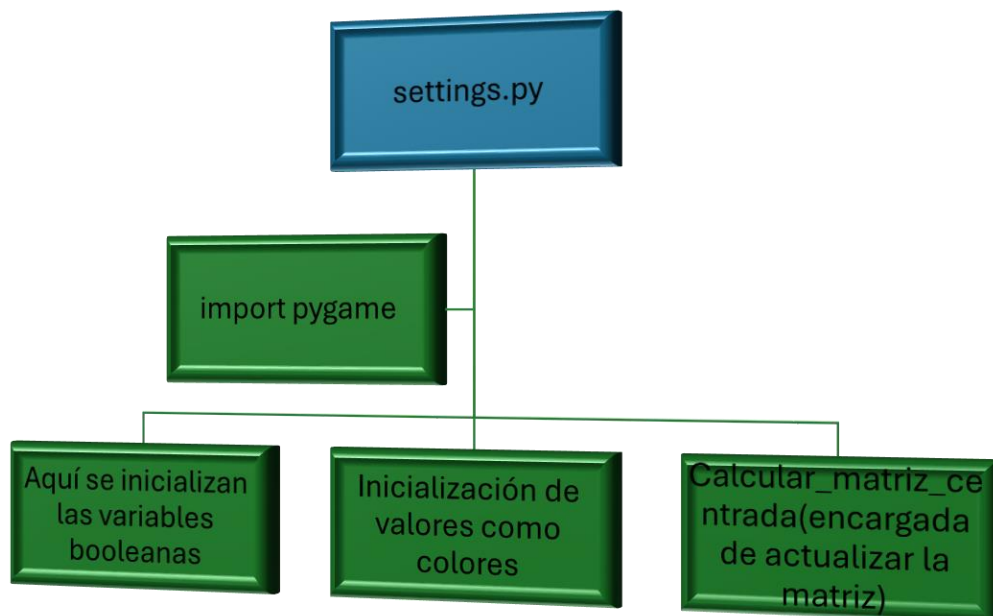 settings.py
import pygame
Aquí se inicializan
las variables
booleanas
Inicialización de
valores como
colores
Calcular_matriz_ce
ntrada(encargada
de actualizar la
matriz)